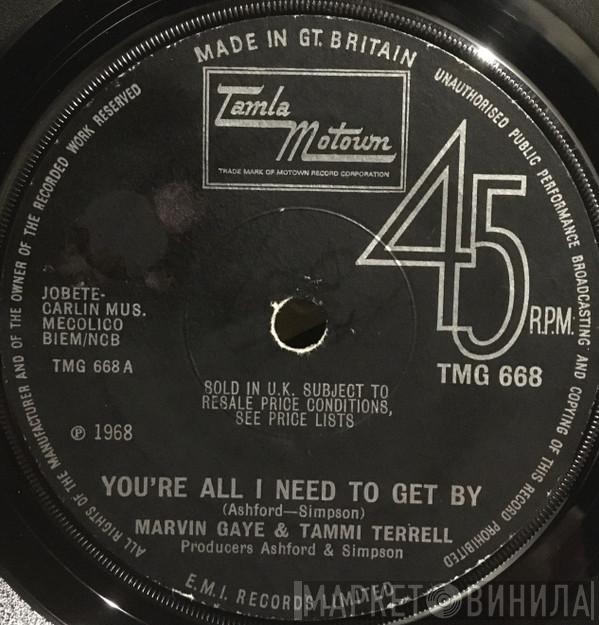 MADE IN GT. BRITAIN
Tamla
Motown
TRADE MARK OF MOTOWN RECORD CORPORATION
45
R.P.M.
TMG 668
JOBETE-
CARLIN MUS.
MECOLICO
BIEM/NCB
TMG 668 A
℗ 1968
SOLD IN U.K. SUBJECT TO
RESALE PRICE CONDITIONS,
SEE PRICE LISTS
YOU'RE ALL I NEED TO GET BY
(Ashford—Simpson)
MARVIN GAYE & TAMMI TERRELL
Producers Ashford & Simpson
E.M.I. RECORDS LIMITED
ALL RIGHTS OF THE MANUFACTURER AND OF THE OWNER OF THE RECORDED WORK RESERVED
UNAUTHORISED PUBLIC PERFORMANCE BROADCASTING AND COPYING OF THIS RECORD PROHIBITED
МАРКЕТ ВИНИЛА